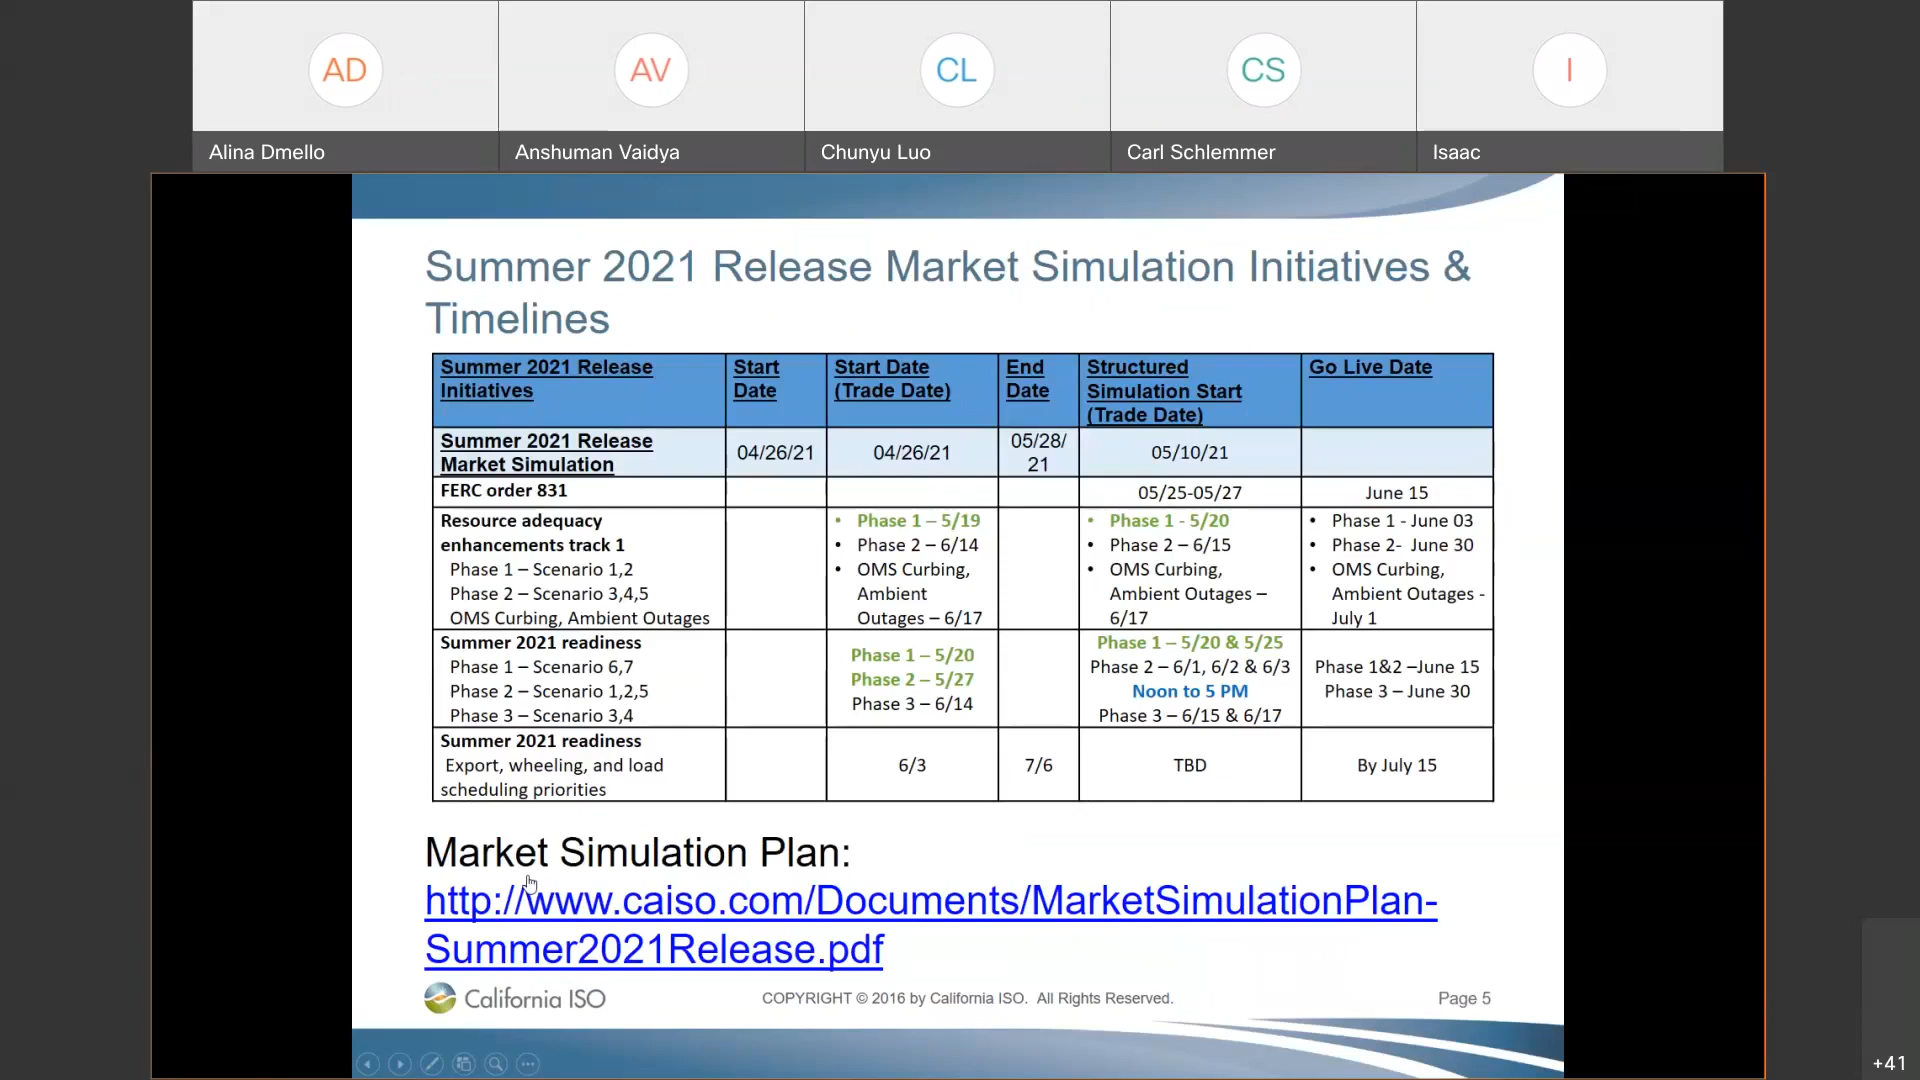 AD
AV
CL
CS
I
Alina Dmello
Anshuman Vaidya
Chunyu Luo
Carl Schlemmer
Isaac
Summer 2021 Release Market Simulation Initiatives &
Timelines
Summer 2021 Release
Initiatives
Start
Date
Start Date
(Trade Date)
End
Date
Structured
Simulation Start
(Trade Date)
Go Live Date
Summer 2021 Release
Market Simulation
04/26/21
04/26/21
05/28/
21
05/10/21
FERC order 831
05/25-05/27
June 15
Resource adequacy
enhancements track 1
Phase 1 – Scenario 1,2
Phase 2 – Scenario 3,4,5
OMS Curbing, Ambient Outages
• Phase 1 – 5/19
• Phase 2 – 6/14
• OMS Curbing,
Ambient
Outages – 6/17
• Phase 1 - 5/20
• Phase 2 – 6/15
• OMS Curbing,
Ambient Outages –
6/17
• Phase 1 - June 03
• Phase 2- June 30
• OMS Curbing,
Ambient Outages -
July 1
Summer 2021 readiness
Phase 1 – Scenario 6,7
Phase 2 – Scenario 1,2,5
Phase 3 – Scenario 3,4
Phase 1 – 5/20
Phase 2 – 5/27
Phase 3 – 6/14
Phase 1 – 5/20 & 5/25
Phase 2 – 6/1, 6/2 & 6/3
Noon to 5 PM
Phase 3 – 6/15 & 6/17
Phase 1&2 –June 15
Phase 3 – June 30
Summer 2021 readiness
Export, wheeling, and load
scheduling priorities
6/3
7/6
TBD
By July 15
Market Simulation Plan:
http://www.caiso.com/Documents/MarketSimulationPlan-
Summer2021Release.pdf
California ISO
COPYRIGHT © 2016 by California ISO. All Rights Reserved.
Page 5
+41